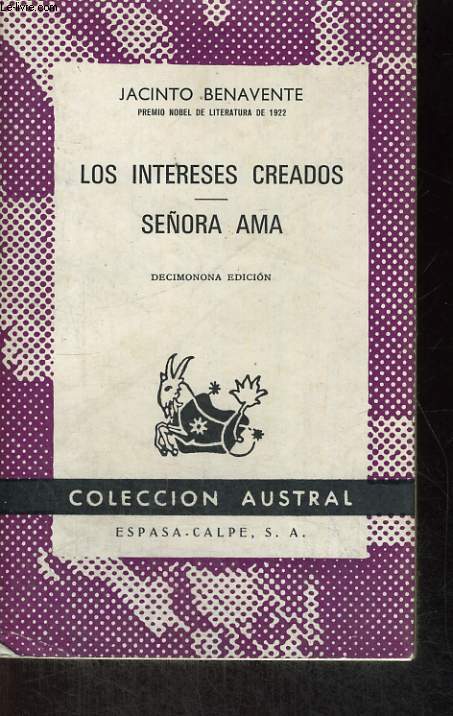 Le-livre.com
JACINTO BENAVENTE
PREMIO NOBEL DE LITERATURA DE 1922
LOS INTERESES CREADOS
SEÑORA AMA
DECIMONONA EDICIÓN
COLECCION AUSTRAL
ESPASA-CALPE, S. A.